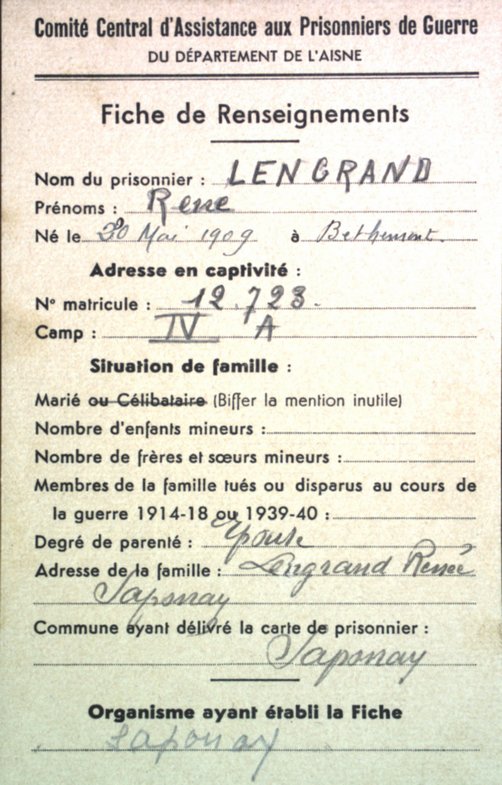 Comité Central d'Assistance aux Prisonniers de Guerre
DU DÉPARTEMENT DE L'AISNE
Fiche de Renseignements
Nom du prisonnier : LENGRAND
Prénoms : Rene
Né le 30 Mai 1909 à Bethemont.
Adresse en captivité :
N° matricule : 12.723.
Camp : IV A
Situation de famille :
Marié ou Célibataire (Biffer la mention inutile)
Nombre d'enfants mineurs :
Nombre de frères et sœurs mineurs :
Membres de la famille tués ou disparus au cours de
la guerre 1914-18 ou 1939-40 :
Degré de parenté : Epouse
Adresse de la famille : Lengrand Renée
Saponay
Commune ayant délivré la carte de prisonnier :
Saponay
Organisme ayant établi la Fiche
Saponay